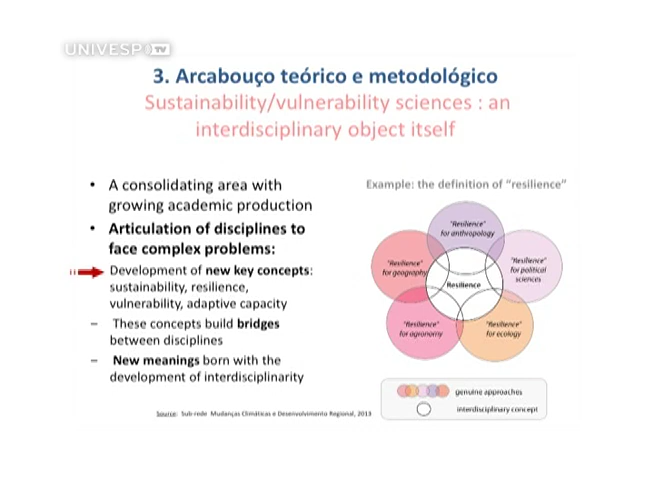 UNIVESP TV
3. Arcabouço teórico e metodológico
Sustainability/vulnerability sciences : an
interdisciplinary object itself
• A consolidating area with
growing academic production
• Articulation of disciplines to
face complex problems:
Development of new key concepts:
sustainability, resilience,
vulnerability, adaptive capacity
– These concepts build bridges
between disciplines
– New meanings born with the
development of interdisciplinarity
Example: the definition of “resilience”
"Resilience"
for anthropology
"Resilience"
for geography
"Resilience"
for political
sciences
Resilience
"Resilience"
for agronomy
"Resilience"
for ecology
genuine approaches
interdisciplinary concept
Source: Sub-rede Mudanças Climáticas e Desenvolvimento Regional, 2013